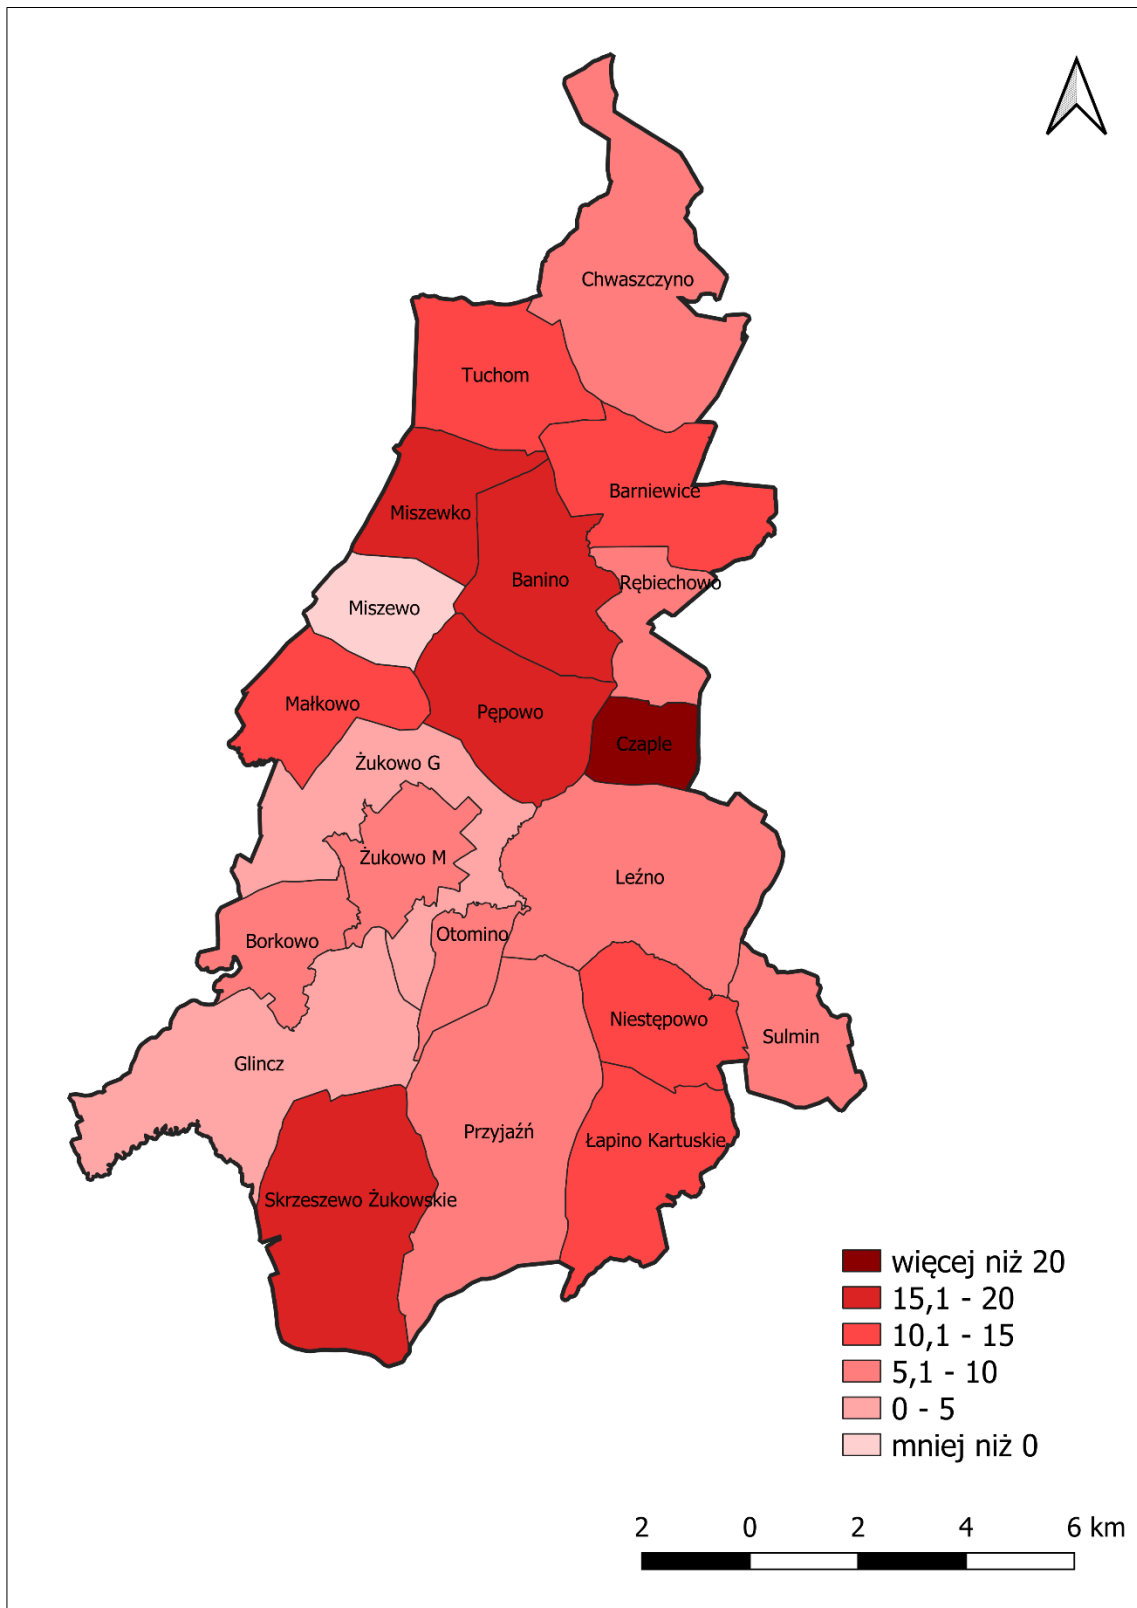 Chwaszczyno
Tuchom
Barniewice
Miszewko
Banino
Rębiechowo
Miszewo
Małkowo
Pępowo
Czaple
Żukowo G
Żukowo M
Leźno
Otomino
Borkowo
Niestępowo
Sulmin
Glincz
Przyjaźń
Łapino Kartuskie
Skrzeszewo Żukowskie
więcej niż 20
15,1 - 20
10,1 - 15
5,1 - 10
0 - 5
mniej niż 0
2 0 2 4 6 km